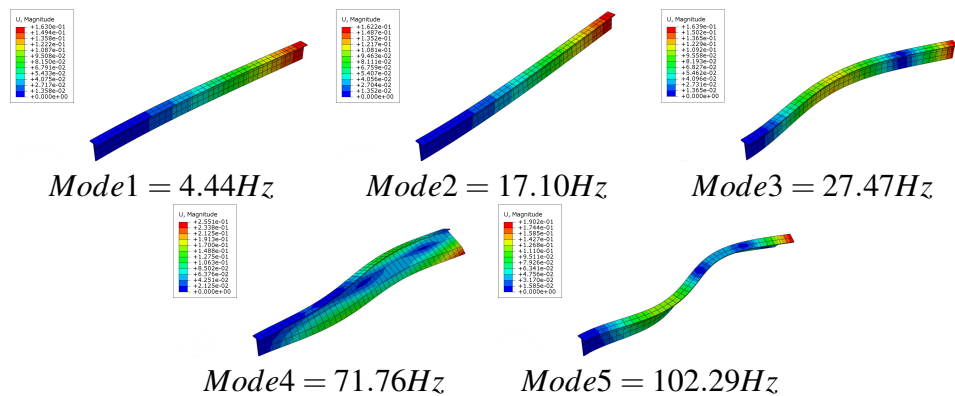 U, Magnitude
+1.630e-01
+1.494e-01
+1.358e-01
+1.222e-01
+1.087e-01
+9.508e-02
+8.150e-02
+6.791e-02
+5.433e-02
+4.075e-02
+2.717e-02
+1.358e-02
+0.000e+00
Mode1 = 4.44Hz
U, Magnitude
+1.622e-01
+1.487e-01
+1.352e-01
+1.217e-01
+1.081e-01
+9.463e-02
+8.111e-02
+6.759e-02
+5.407e-02
+4.056e-02
+2.704e-02
+1.352e-02
+0.000e+00
Mode2 = 17.10Hz
U, Magnitude
+1.639e-01
+1.502e-01
+1.365e-01
+1.229e-01
+1.092e-01
+9.558e-02
+8.193e-02
+6.827e-02
+5.462e-02
+4.096e-02
+2.731e-02
+1.365e-02
+0.000e+00
Mode3 = 27.47Hz
U, Magnitude
+2.551e-01
+2.338e-01
+2.125e-01
+1.913e-01
+1.700e-01
+1.488e-01
+1.275e-01
+1.063e-01
+8.502e-02
+6.376e-02
+4.251e-02
+2.125e-02
+0.000e+00
Mode4 = 71.76Hz
U, Magnitude
+1.902e-01
+1.744e-01
+1.585e-01
+1.427e-01
+1.268e-01
+1.110e-01
+9.511e-02
+7.926e-02
+6.341e-02
+4.756e-02
+3.170e-02
+1.585e-02
+0.000e+00
Mode5 = 102.29Hz